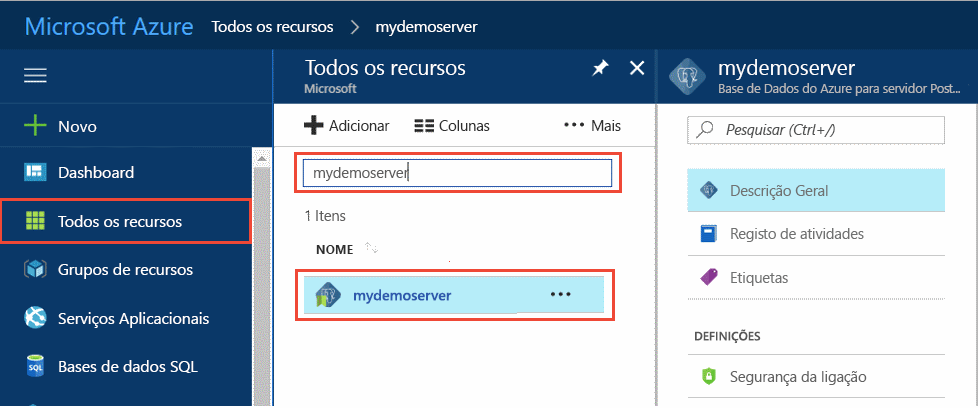 Microsoft Azure Todos os recursos > mydemoserver
Novo
Dashboard
Todos os recursos
Grupos de recursos
Serviços Aplicacionais
SQL
Bases de dados SQL
Todos os recursos
Microsoft
Adicionar Colunas ••• Mais
mydemoserver
1 Itens
NOME
mydemoserver •••
mydemoserver
Base de Dados do Azure para servidor Post...
Pesquisar (Ctrl+/)
Descrição Geral
Registo de atividades
Etiquetas
DEFINIÇÕES
Segurança da ligação